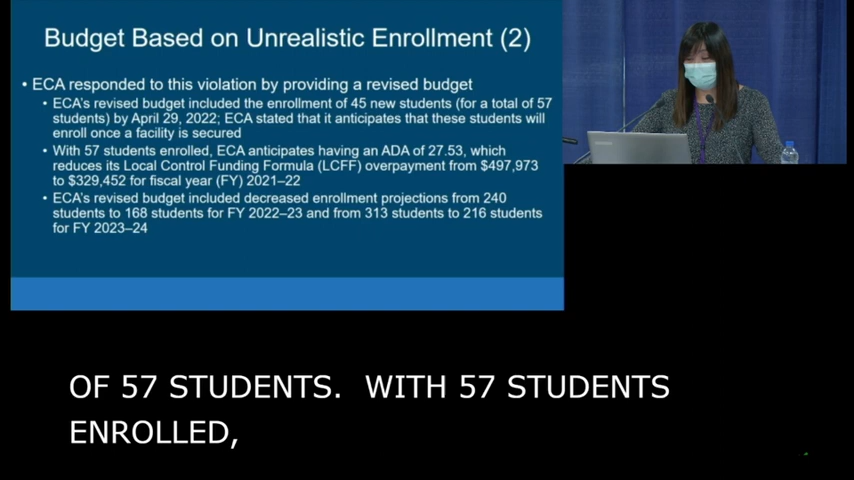 Budget Based on Unrealistic Enrollment (2)
• ECA responded to this violation by providing a revised budget
• ECA's revised budget included the enrollment of 45 new students (for a total of 57
students) by April 29, 2022; ECA stated that it anticipates that these students will
enroll once a facility is secured
• With 57 students enrolled, ECA anticipates having an ADA of 27.53, which
reduces its Local Control Funding Formula (LCFF) overpayment from $497,973
to $329,452 for fiscal year (FY) 2021–22
• ECA's revised budget included decreased enrollment projections from 240
students to 168 students for FY 2022–23 and from 313 students to 216 students
for FY 2023–24
OF 57 STUDENTS.  WITH 57 STUDENTS
ENROLLED,